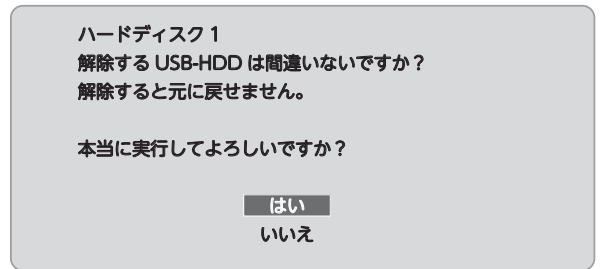 ハードディスク 1
解除する USB-HDD は間違いないですか？
解除すると元に戻せません。
本当に実行してよろしいですか？
はい
いいえ